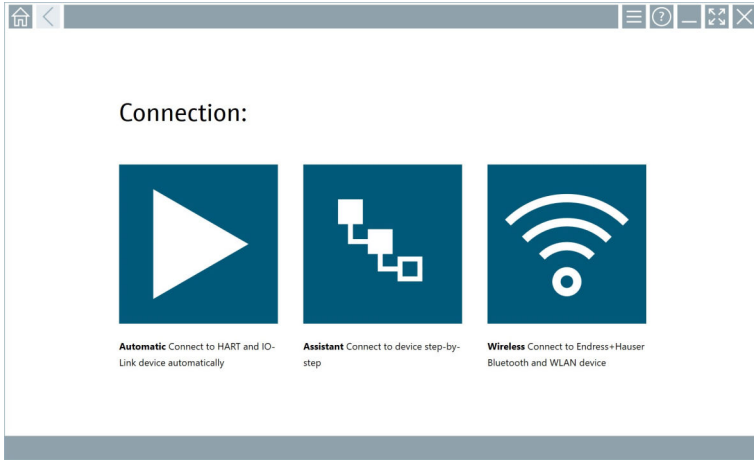 ?
Connection:
Automatic Connect to HART and IO-
Link device automatically
Assistant Connect to device step-by-
step
Wireless Connect to Endress+Hauser
Bluetooth and WLAN device